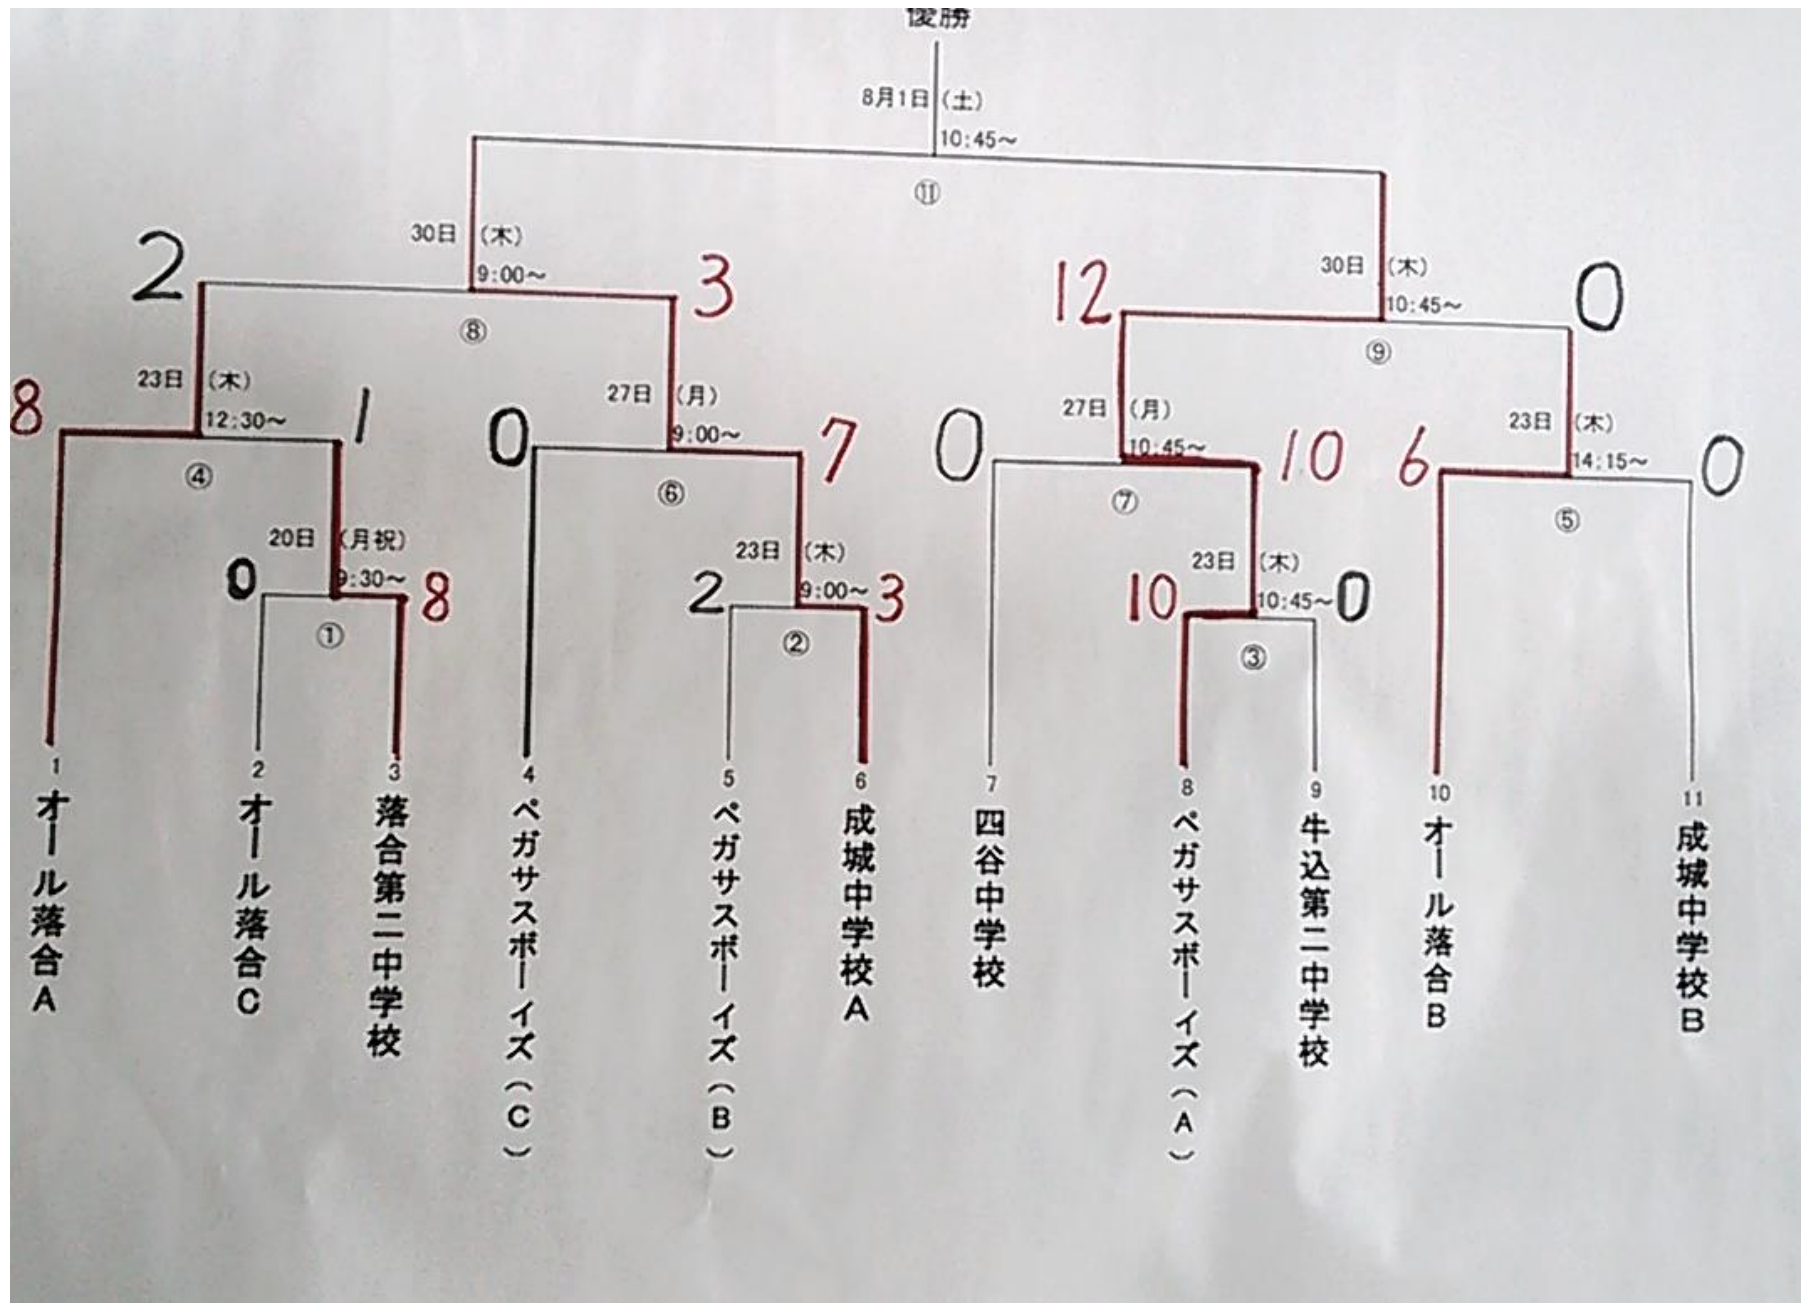 優勝
8月1日(土)
10:45～
⑪
30日(木)
9:00～
2
3
⑧
30日(木)
10:45～
12
0
⑨
23日(木)
12:30～
8
1
④
27日(月)
9:00～
0
7
⑥
27日(月)
10:45～
0
10
⑦
23日(木)
14:15～
6
0
⑤
20日(月祝)
9:30～
0
8
①
23日(木)
9:00～
2
3
②
23日(木)
10:45～
10
0
③
1
オール落合A
2
オール落合C
3
落合第二中学校
4
ペガサスボーイズ(C)
5
ペガサスボーイズ(B)
6
成城中学校A
7
四谷中学校
8
ペガサスボーイズ(A)
9
牛込第二中学校
10
オール落合B
11
成城中学校B